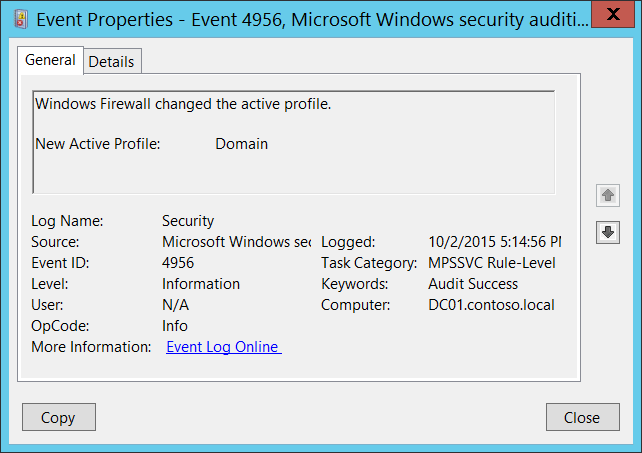 Event Properties - Event 4956, Microsoft Windows security auditi...
X
General
Details
Windows Firewall changed the active profile.
New Active Profile: Domain
Log Name: Security
Source: Microsoft Windows sec Logged: 10/2/2015 5:14:56 PM
Event ID: 4956 Task Category: MPSSVC Rule-Level
Level: Information Keywords: Audit Success
User: N/A Computer: DC01.contoso.local
OpCode: Info
More Information: Event Log Online
Copy
Close